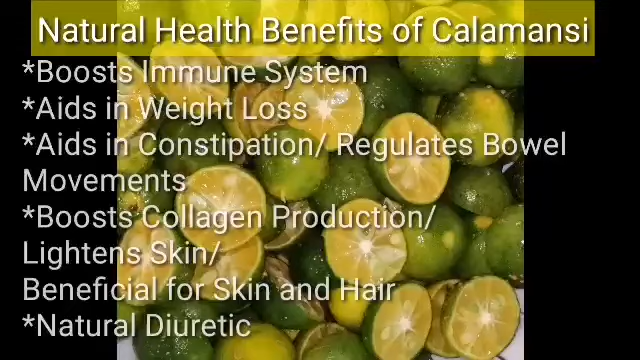 Natural Health Benefits of Calamansi
*Boosts Immune System
*Aids in Weight Loss
*Aids in Constipation/ Regulates Bowel
Movements
*Boosts Collagen Production/
Lightens Skin/
Beneficial for Skin and Hair
*Natural Diuretic